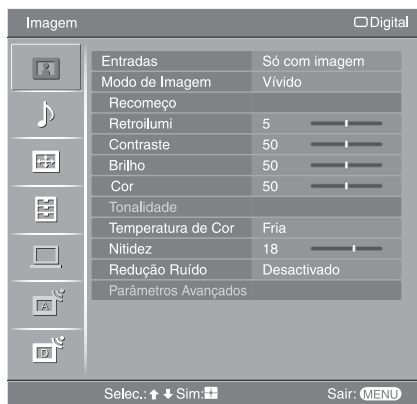 Imagem Digital
Entradas Só com imagem
Modo de Imagem Vívido
Recomeço
Retroilumi 5
Contraste 50
Brilho 50
Cor 50
Tonalidade
Temperatura de Cor Fria
Nitidez 18
Redução Ruído Desactivado
Parâmetros Avançados
A
D
Selec.: Sim: Sair: MENU